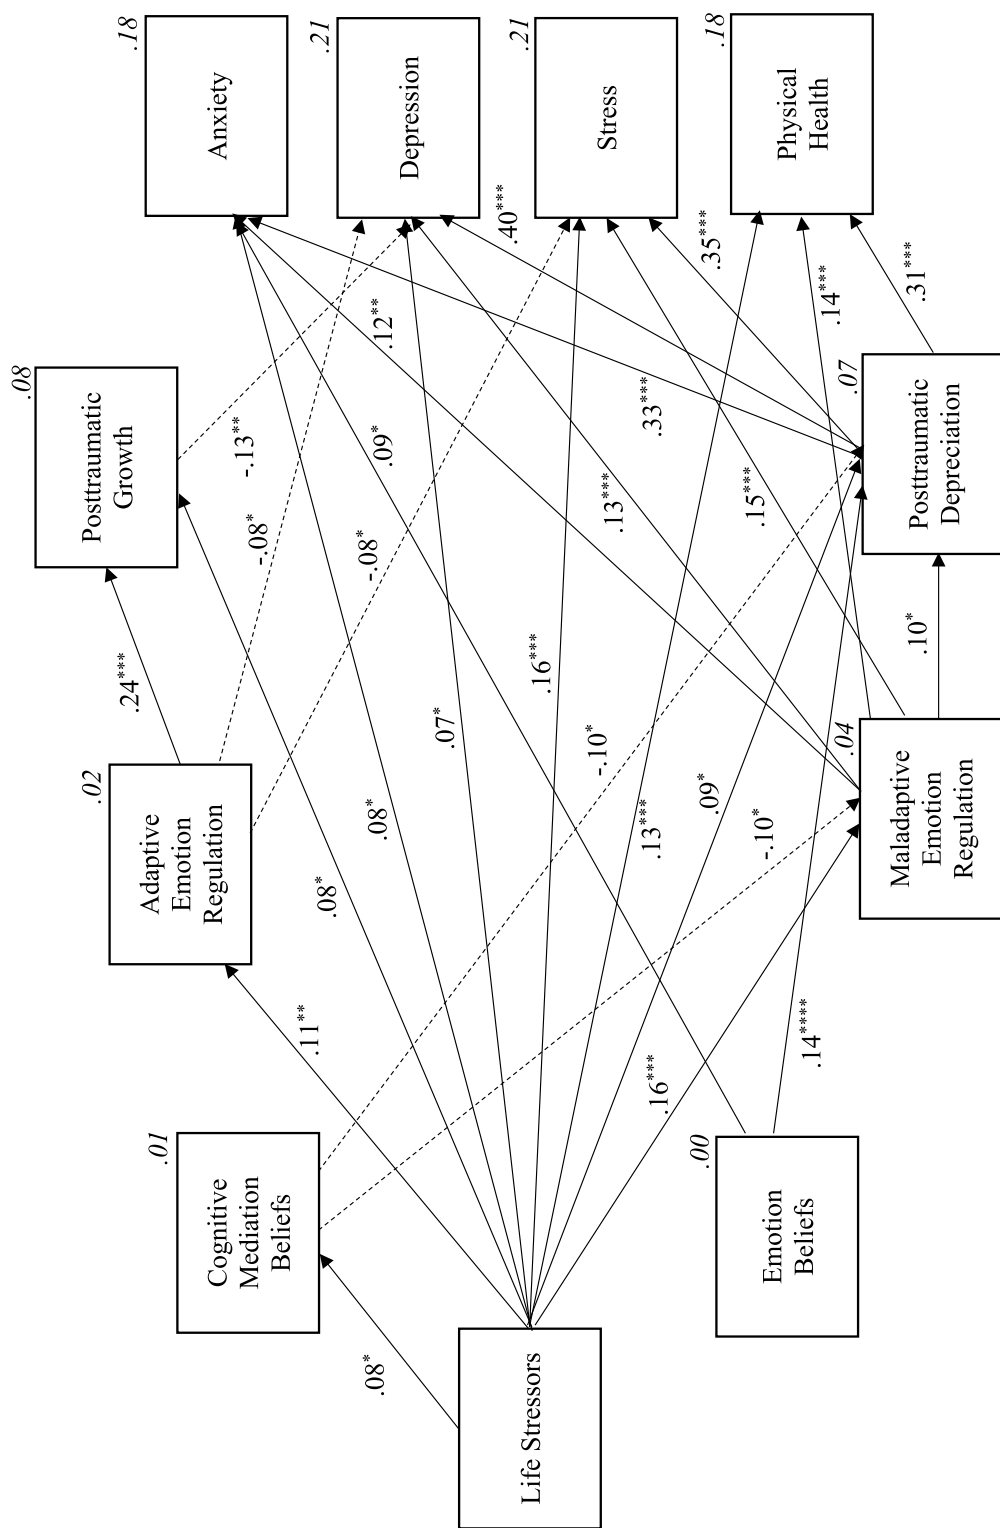 .08
Posttraumatic
Growth
.02
Adaptive
Emotion
Regulation
.18
Anxiety
.24***
.01
Cognitive
Mediation
Beliefs
-.13**
-.08*
.11**
.21
Depression
.08*
.08*
-.08*
.08*
.12**
.09*
.07*
.40***
Life Stressors
.21
Stress
.16***
-.10*
.13***
.13***
.33***
.16***
.09*
.35***
.00
Emotion
Beliefs
-.10*
.15***
.18
Physical
Health
.14****
.14***
.04
Maladaptive
Emotion
Regulation
.10*
.07
Posttraumatic
Depreciation
.31***